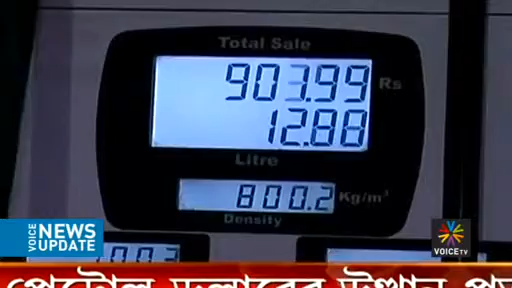 Total Sale
903.99 Rs
12.88
Litre
800.2 Kg/m³
Density
VOICE NEWS UPDATE
VOICE TV
পেট্রোল